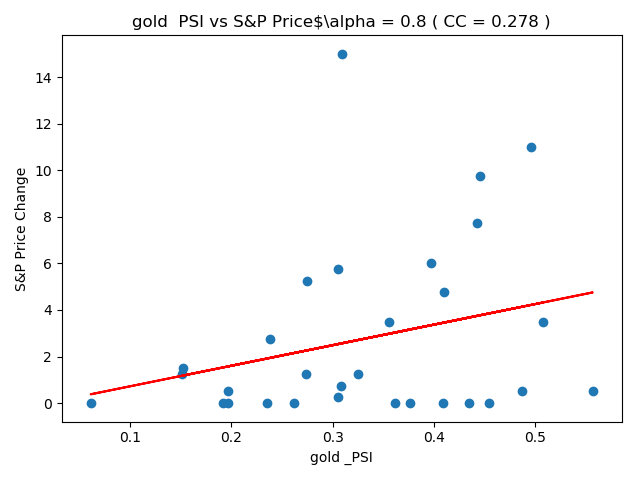 gold  PSI vs S&P Price$\alpha = 0.8 ( CC = 0.278 )
S&P Price Change
14
12
10
8
6
4
2
0
0.1 0.2 0.3 0.4 0.5
gold _PSI